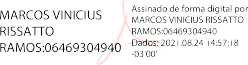 MARCOS VINICIUS
RISSATTO
RAMOS:06469304940
Assinado de forma digital por
MARCOS VINICIUS RISSATTO
RAMOS:06469304940
Dados: 2021.08.24 14:57:18
-03'00'